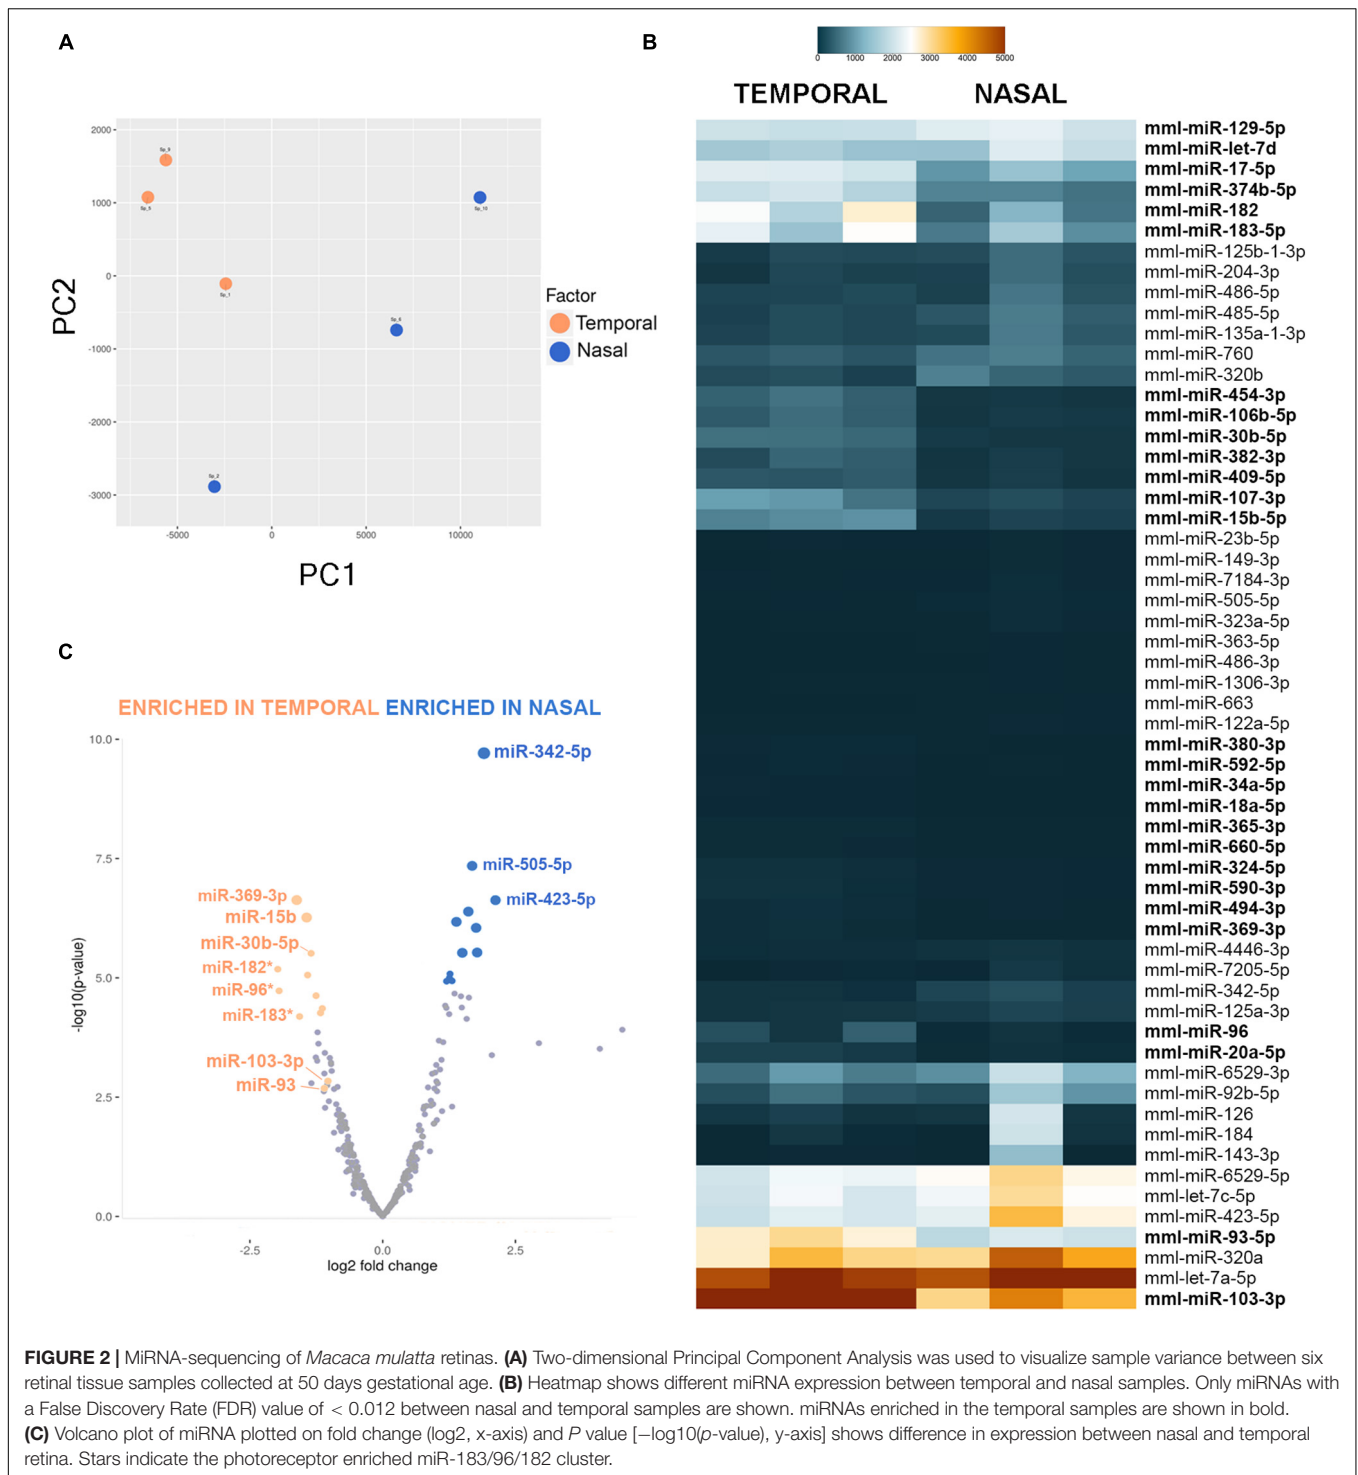 A
2000
1000
0
-1000
-2000
-3000
-5000
0
5000
10000
PC2
PC1
Sp_9
Sp_10
Factor
Temporal
Nasal
B
0 1000 2000 3000 4000 5000
TEMPORAL NASAL
mml-miR-129-5p
mml-miR-let-7d
mml-miR-17-5p
mml-miR-374b-5p
mml-miR-182
mml-miR-183-5p
mml-miR-125b-1-3p
mml-miR-204-3p
mml-miR-486-5p
mml-miR-485-5p
mml-miR-135a-1-3p
mml-miR-760
mml-miR-320b
mml-miR-454-3p
mml-miR-106b-5p
mml-miR-30b-5p
mml-miR-382-3p
mml-miR-409-5p
mml-miR-107-3p
mml-miR-15b-5p
mml-miR-23b-5p
mml-miR-149-3p
mml-miR-7184-3p
mml-miR-505-5p
mml-miR-323a-5p
mml-miR-363-5p
mml-miR-486-3p
mml-miR-1306-3p
mml-miR-663
mml-miR-122a-5p
mml-miR-380-3p
mml-miR-592-5p
mml-miR-34a-5p
mml-miR-18a-5p
mml-miR-365-3p
mml-miR-660-5p
mml-miR-324-5p
mml-miR-590-3p
mml-miR-494-3p
mml-miR-369-3p
mml-miR-4446-3p
mml-miR-7205-5p
mml-miR-342-5p
mml-miR-125a-3p
mml-miR-96
mml-miR-20a-5p
mml-miR-6529-3p
mml-miR-92b-5p
mml-miR-126
mml-miR-184
mml-miR-143-3p
mml-miR-6529-5p
mml-let-7c-5p
mml-miR-423-5p
mml-miR-93-5p
mml-miR-320a
mml-let-7a-5p
mml-miR-103-3p
C
ENRICHED IN TEMPORAL ENRICHED IN NASAL
10.0
7.5
5.0
2.5
0.0
-log10(p-value)
miR-342-5p
miR-505-5p
miR-423-5p
miR-369-3p
miR-15b
miR-30b-5p
miR-182*
miR-96*
miR-183*
miR-103-3p
miR-93
-2.5 0.0 2.5
log2 fold change
FIGURE 2 | MiRNA-sequencing of Macaca mulatta retinas. (A) Two-dimensional Principal Component Analysis was used to visualize sample variance between six
retinal tissue samples collected at 50 days gestational age. (B) Heatmap shows different miRNA expression between temporal and nasal samples. Only miRNAs with
a False Discovery Rate (FDR) value of < 0.012 between nasal and temporal samples are shown. miRNAs enriched in the temporal samples are shown in bold.
(C) Volcano plot of miRNA plotted on fold change (log2, x-axis) and P value [−log10(p-value), y-axis] shows difference in expression between nasal and temporal
retina. Stars indicate the photoreceptor enriched miR-183/96/182 cluster.